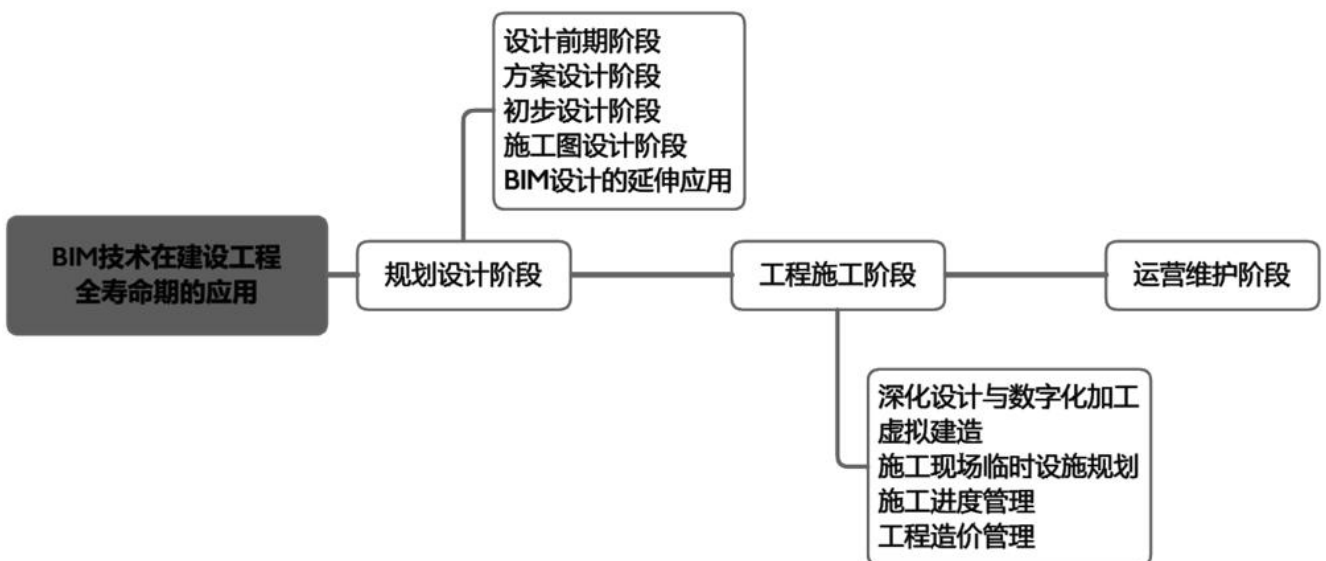 设计前期阶段
方案设计阶段
初步设计阶段
施工图设计阶段
BIM设计的延伸应用
BIM技术在建设工程
全寿命期的应用
规划设计阶段
工程施工阶段
运营维护阶段
深化设计与数字化加工
虚拟建造
施工现场临时设施规划
施工进度管理
工程造价管理